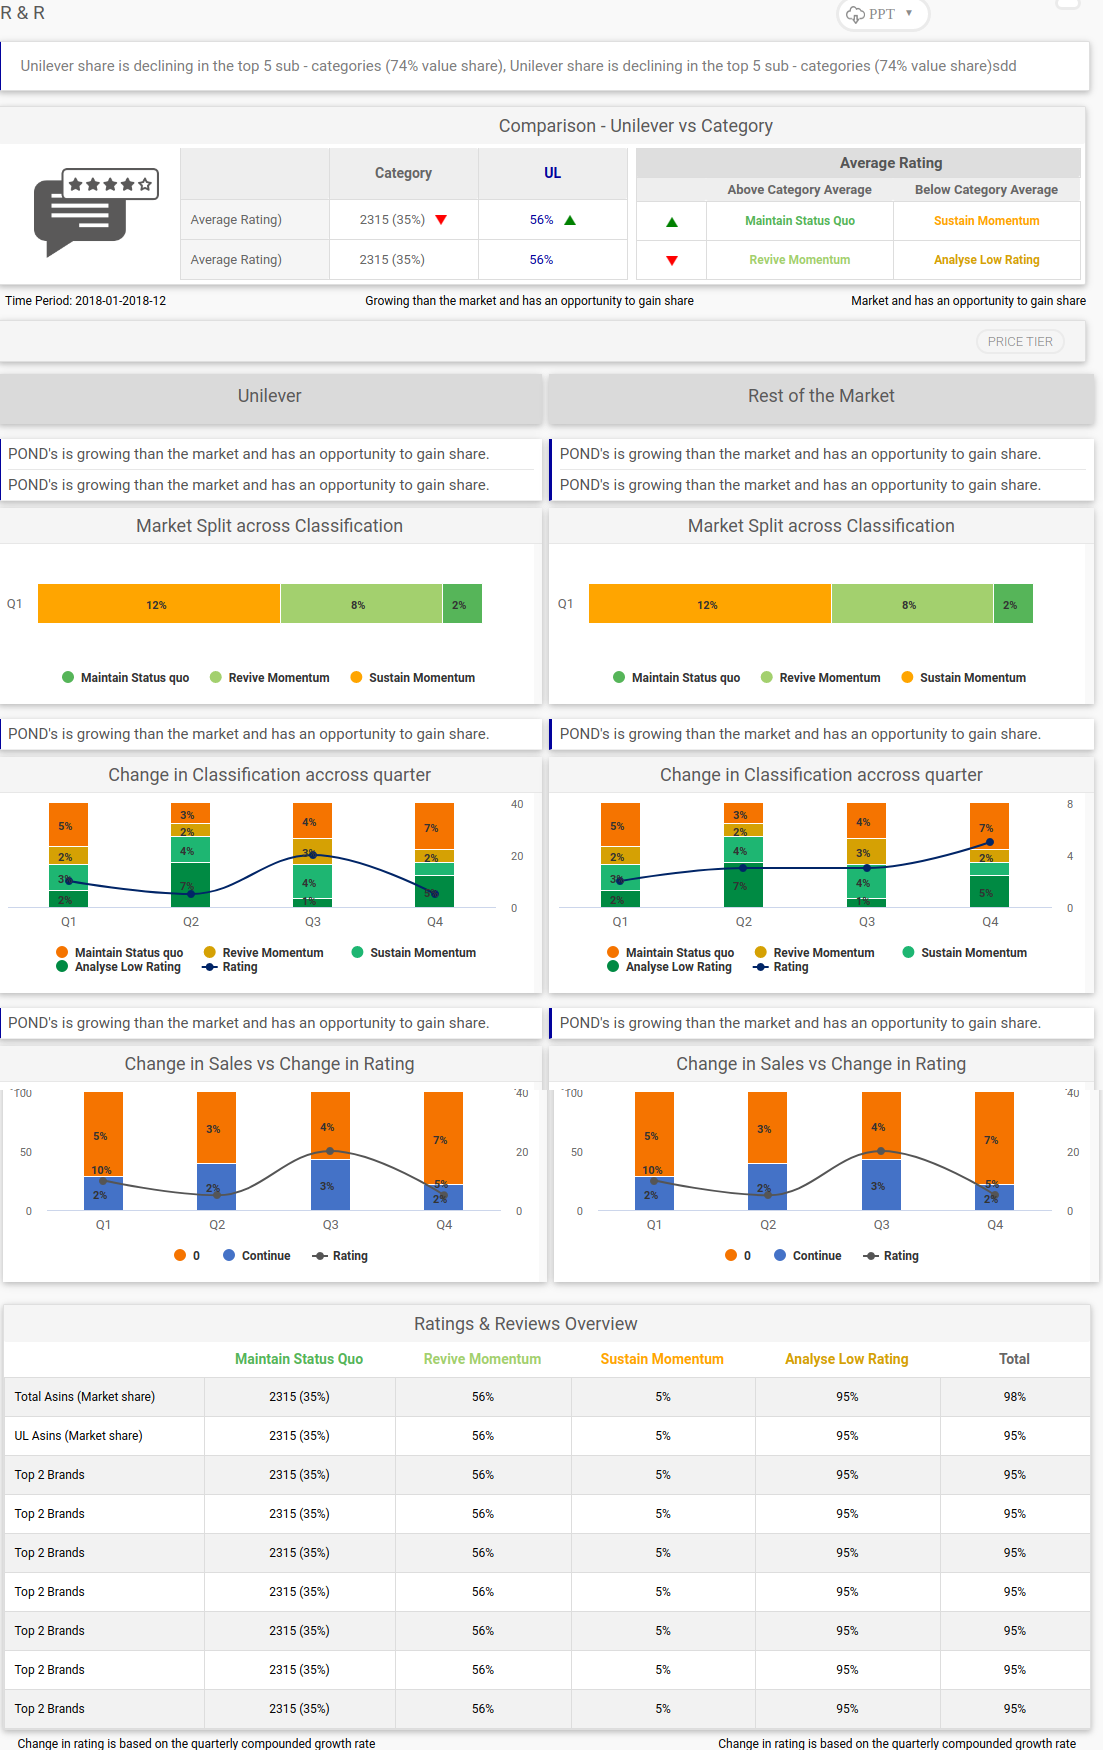 R & R
PPT ▼
Unilever share is declining in the top 5 sub - categories (74% value share), Unilever share is declining in the top 5 sub - categories (74% value share)sdd
Comparison - Unilever vs Category
Category UL
Average Rating) 2315 (35%) 56%
Average Rating) 2315 (35%) 56%
Average Rating
Above Category Average Below Category Average
Maintain Status Quo Sustain Momentum
Revive Momentum Analyse Low Rating
Time Period: 2018-01-2018-12 Growing than the market and has an opportunity to gain share Market and has an opportunity to gain share
PRICE TIER
Unilever
POND's is growing than the market and has an opportunity to gain share.
POND's is growing than the market and has an opportunity to gain share.
Market Split across Classification
Q1 12% 8% 2%
Maintain Status quo Revive Momentum Sustain Momentum
POND's is growing than the market and has an opportunity to gain share.
Change in Classification accross quarter
5% 2% 3% 2%
3% 2% 4% 7%
4% 3% 4% 1%
7% 2% 5%
40
20
0
Q1 Q2 Q3 Q4
Maintain Status quo Revive Momentum Sustain Momentum
Analyse Low Rating Rating
POND's is growing than the market and has an opportunity to gain share.
Change in Sales vs Change in Rating
100 40
50 20
0 0
5% 10% 2%
3% 2%
4% 3%
7% 5% 2%
Q1 Q2 Q3 Q4
0 Continue Rating
Rest of the Market
POND's is growing than the market and has an opportunity to gain share.
POND's is growing than the market and has an opportunity to gain share.
Market Split across Classification
Q1 12% 8% 2%
Maintain Status quo Revive Momentum Sustain Momentum
POND's is growing than the market and has an opportunity to gain share.
Change in Classification accross quarter
5% 2% 3% 2%
3% 2% 4% 7%
4% 3% 4% 1%
7% 2% 5%
8
4
0
Q1 Q2 Q3 Q4
Maintain Status quo Revive Momentum Sustain Momentum
Analyse Low Rating Rating
POND's is growing than the market and has an opportunity to gain share.
Change in Sales vs Change in Rating
100 40
50 20
0 0
5% 10% 2%
3% 2%
4% 3%
7% 5% 2%
Q1 Q2 Q3 Q4
0 Continue Rating
Ratings & Reviews Overview
Maintain Status Quo Revive Momentum Sustain Momentum Analyse Low Rating Total
Total Asins (Market share) 2315 (35%) 56% 5% 95% 98%
UL Asins (Market share) 2315 (35%) 56% 5% 95% 95%
Top 2 Brands 2315 (35%) 56% 5% 95% 95%
Top 2 Brands 2315 (35%) 56% 5% 95% 95%
Top 2 Brands 2315 (35%) 56% 5% 95% 95%
Top 2 Brands 2315 (35%) 56% 5% 95% 95%
Top 2 Brands 2315 (35%) 56% 5% 95% 95%
Top 2 Brands 2315 (35%) 56% 5% 95% 95%
Top 2 Brands 2315 (35%) 56% 5% 95% 95%
Change in rating is based on the quarterly compounded growth rate Change in rating is based on the quarterly compounded growth rate